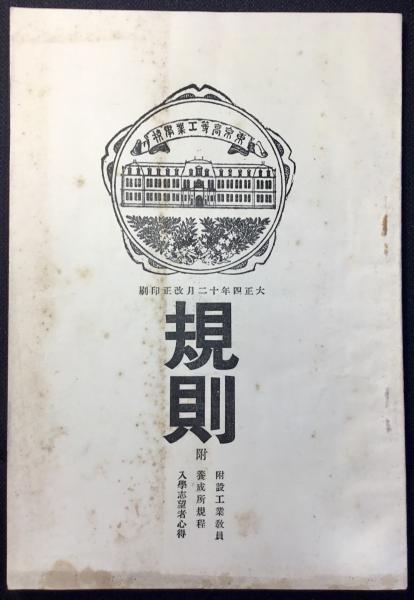 東京高等工業學校
大正四年十二月改正印刷
規則
附
附設工業敎員
養成所規程
入學志望者心得